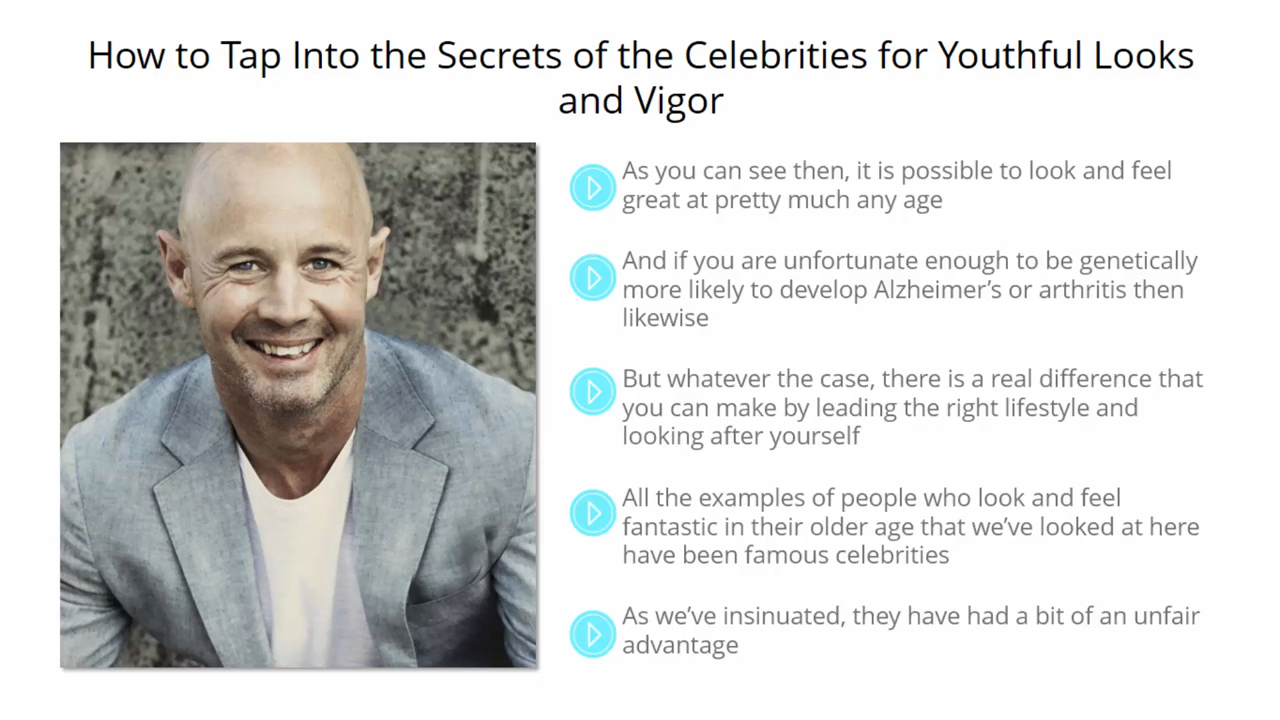 How to Tap Into the Secrets of the Celebrities for Youthful Looks
and Vigor
As you can see then, it is possible to look and feel
great at pretty much any age
And if you are unfortunate enough to be genetically
more likely to develop Alzheimer’s or arthritis then
likewise
But whatever the case, there is a real difference that
you can make by leading the right lifestyle and
looking after yourself
All the examples of people who look and feel
fantastic in their older age that we’ve looked at here
have been famous celebrities
As we’ve insinuated, they have had a bit of an unfair
advantage